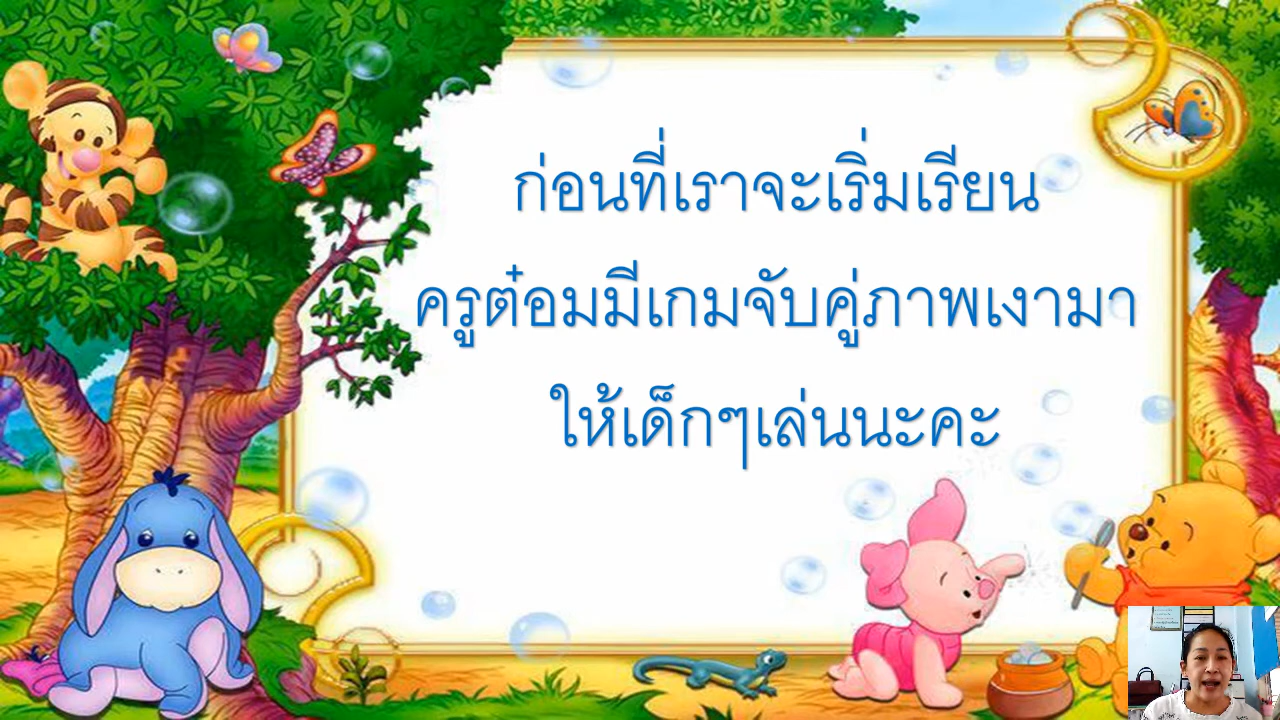 ก่อนที่เราจะเริ่มเรียน
ครูต๋อมมีเกมจับคู่ภาพเงามา
ให้เด็กๆเล่นนะคะ